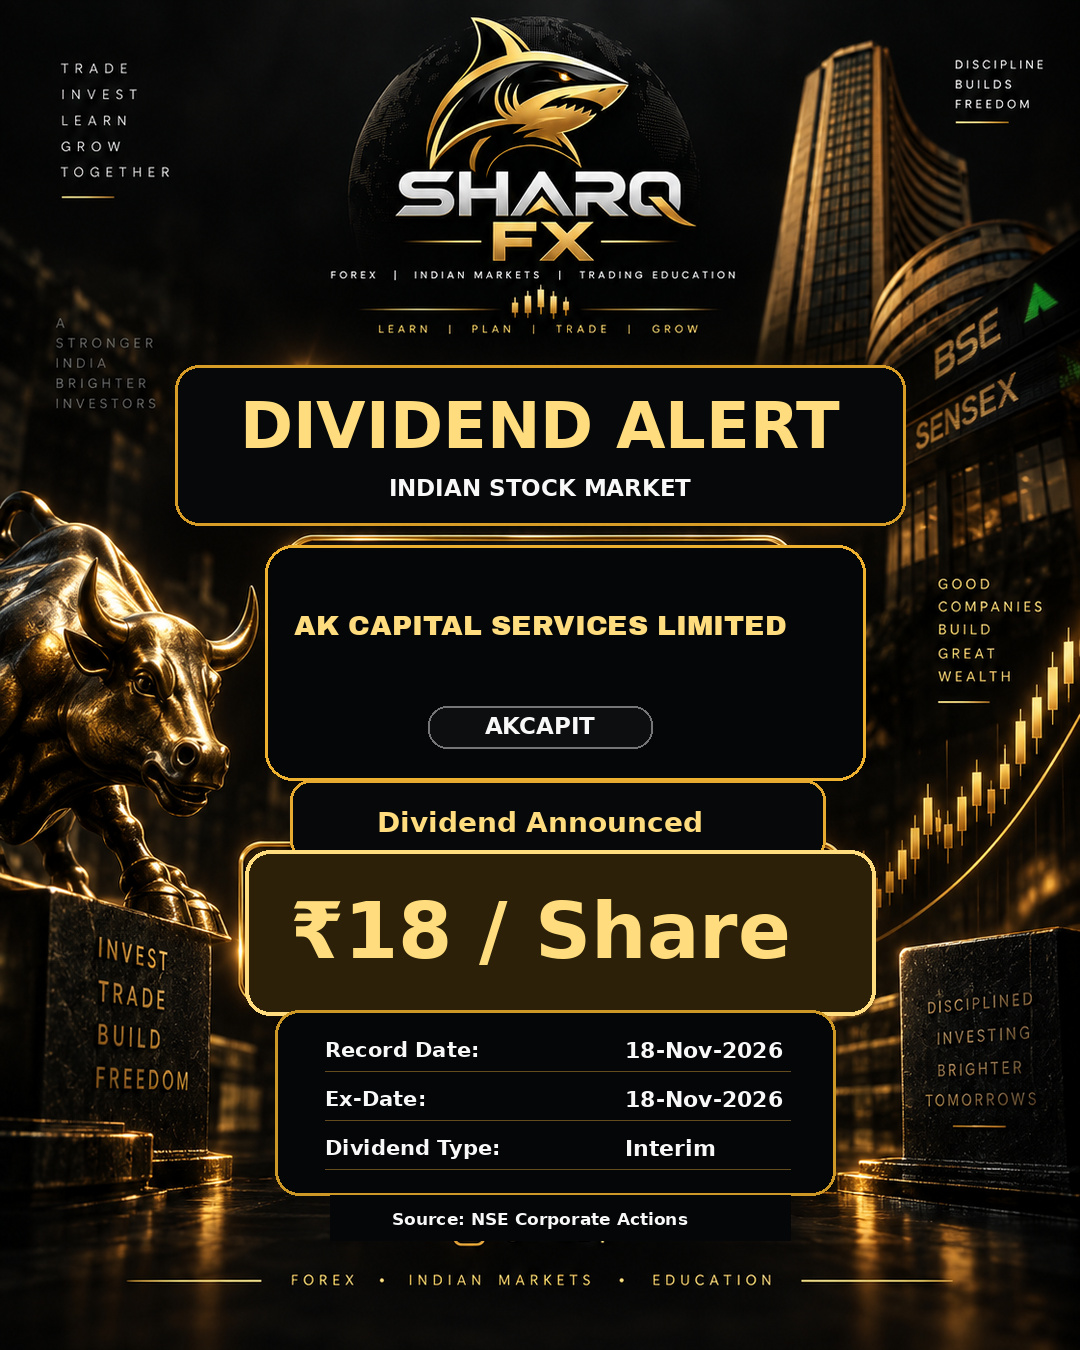 TRADE
INVEST
LEARN
GROW
TOGETHER
DISCIPLINE
BUILDS
FREEDOM
SHARQ
FX
FOREX | INDIAN MARKETS | TRADING EDUCATION
LEARN | PLAN | TRADE | GROW
A
STRONGER
INDIA
BRIGHTER
INVESTORS
BSE
SENSEX
DIVIDEND ALERT
INDIAN STOCK MARKET
AK CAPITAL SERVICES LIMITED
AKCAPIT
GOOD
COMPANIES
BUILD
GREAT
WEALTH
Dividend Announced
₹18 / Share
INVEST
TRADE
BUILD
FREEDOM
DISCIPLINED
INVESTING
BRIGHTER
TOMORROWS
Record Date: 18-Nov-2026
Ex-Date: 18-Nov-2026
Dividend Type: Interim
Source: NSE Corporate Actions
FOREX • INDIAN MARKETS • EDUCATION